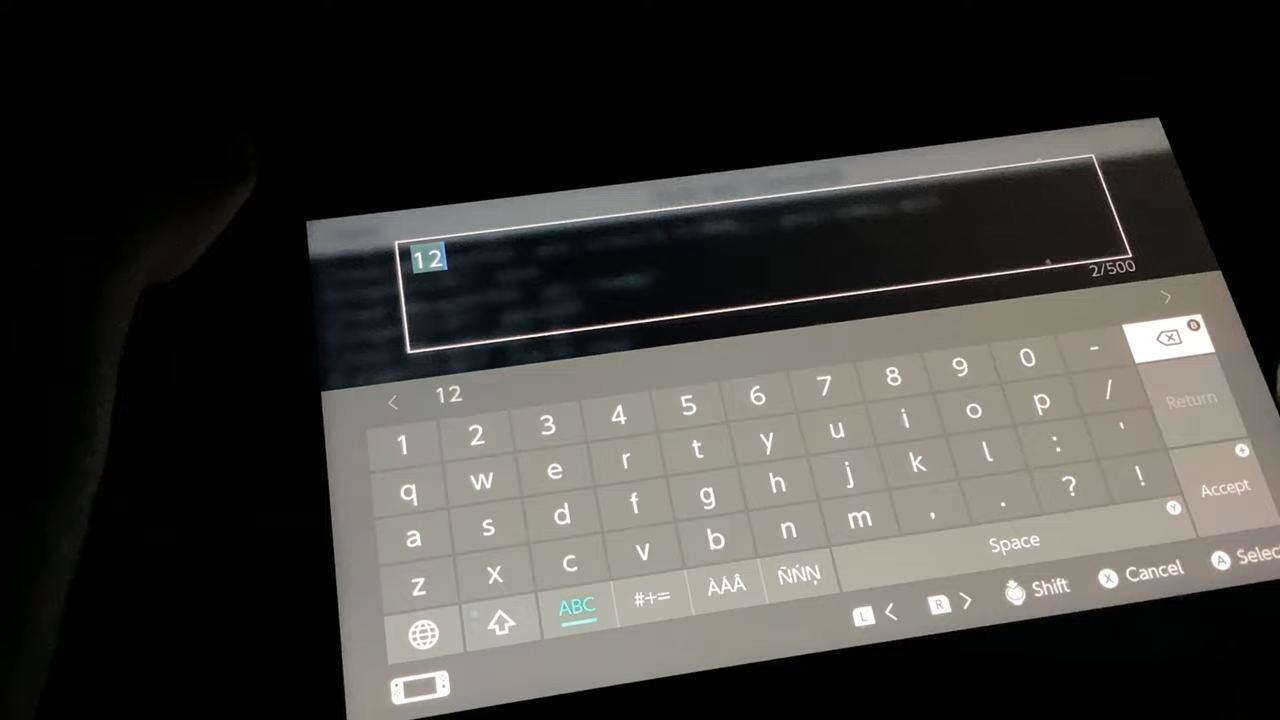 12
2/500
12
1 2 3 4 5 6 7 8 9 0 -
q w e r t y u i o p /
Return
a s d f g h j k l : '
z x c v b n m , . ? !
Accept
ABC #+= ÀÁÂ ÑŃŅ Space
L R Shift X Cancel A Selec
B
Y